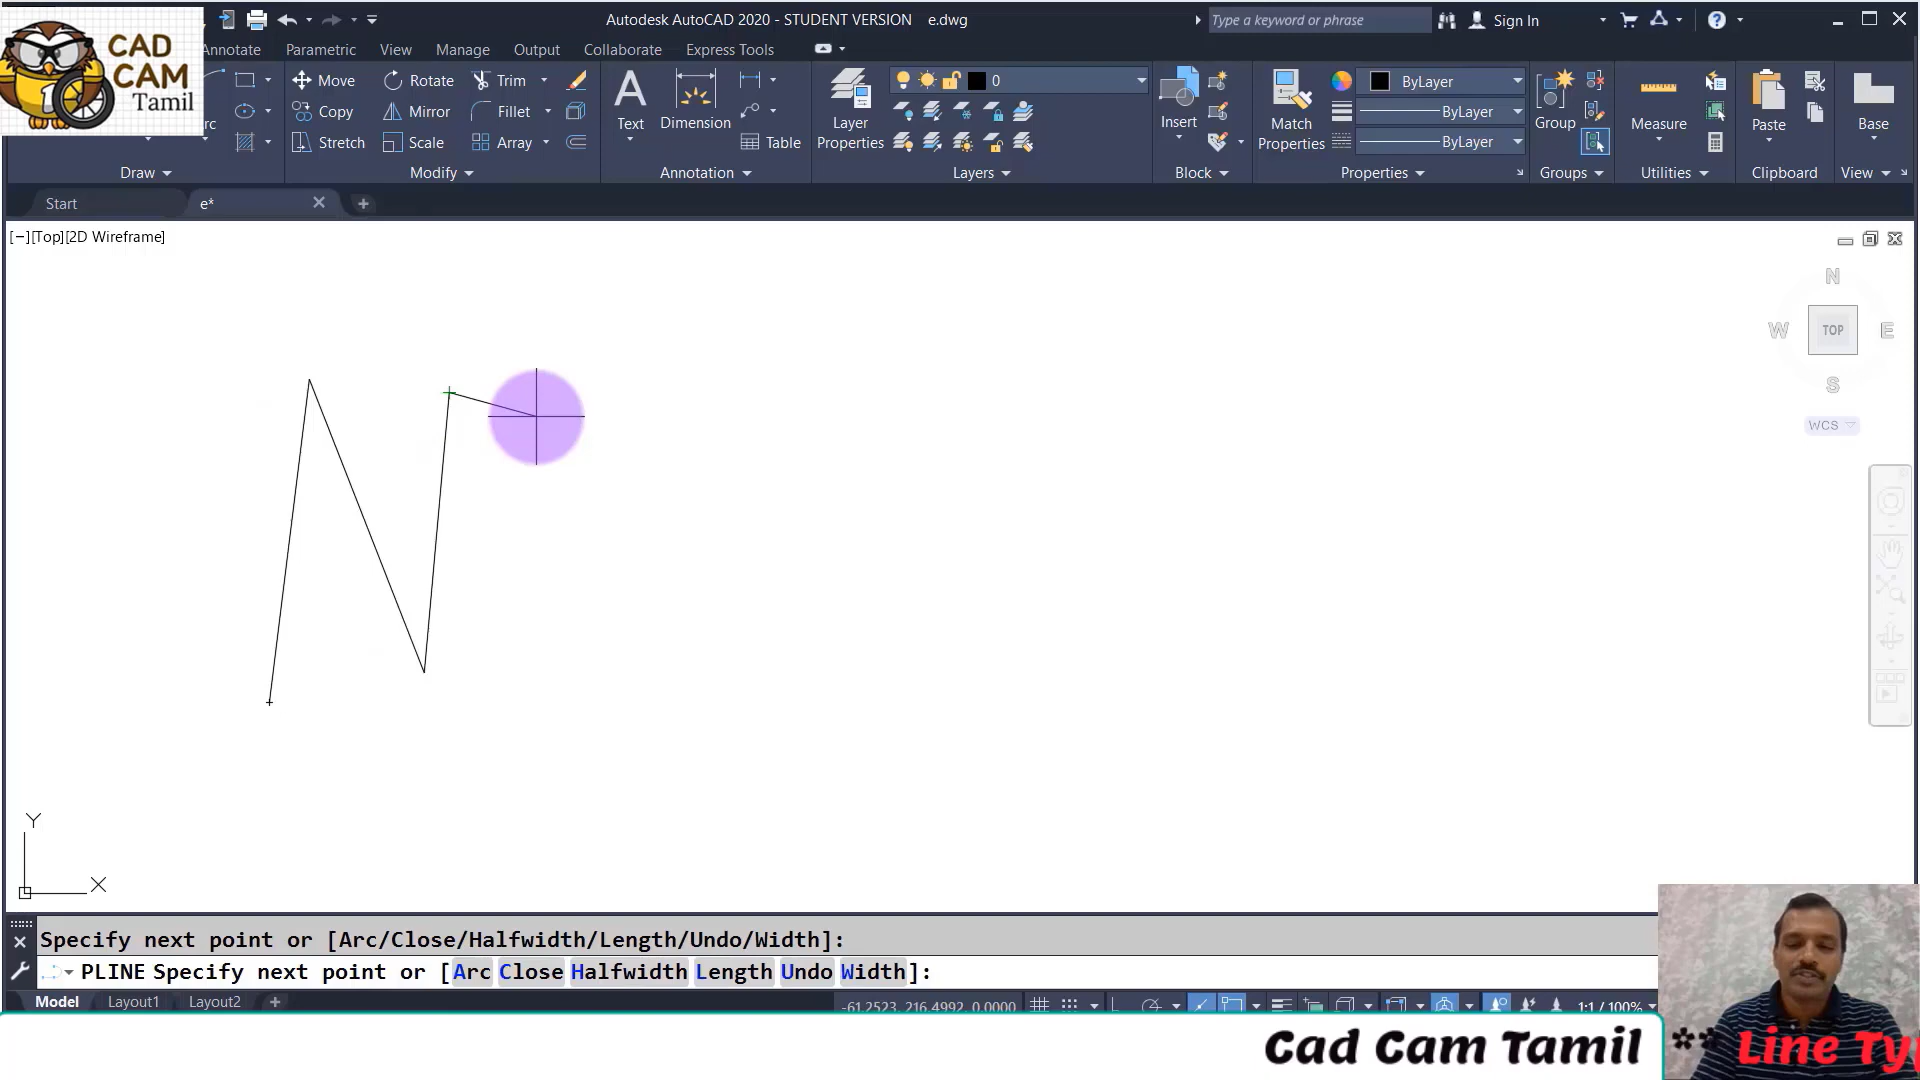 CAD
CAM
Tamil
Autodesk AutoCAD 2020 - STUDENT VERSION e.dwg
Type a keyword or phrase
Sign In
Annotate Parametric View Manage Output Collaborate Express Tools
Move Rotate Trim
Copy Mirror Fillet
Stretch Scale Array
Text Dimension
Table
Layer
Properties
0
Insert
Match
Properties
ByLayer
ByLayer
ByLayer
Group Measure Paste Base
Draw Modify Annotation Layers Block Properties Groups Utilities Clipboard View
Start e*
[−][Top][2D Wireframe]
N
W TOP E
S
WCS
Y
X
Specify next point or [Arc/Close/Halfwidth/Length/Undo/Width]:
PLINE Specify next point or [Arc Close Halfwidth Length Undo Width]:
Model Layout1 Layout2
-61.2523, 216.4992, 0.0000
1:1 / 100%
Cad Cam Tamil ** Line